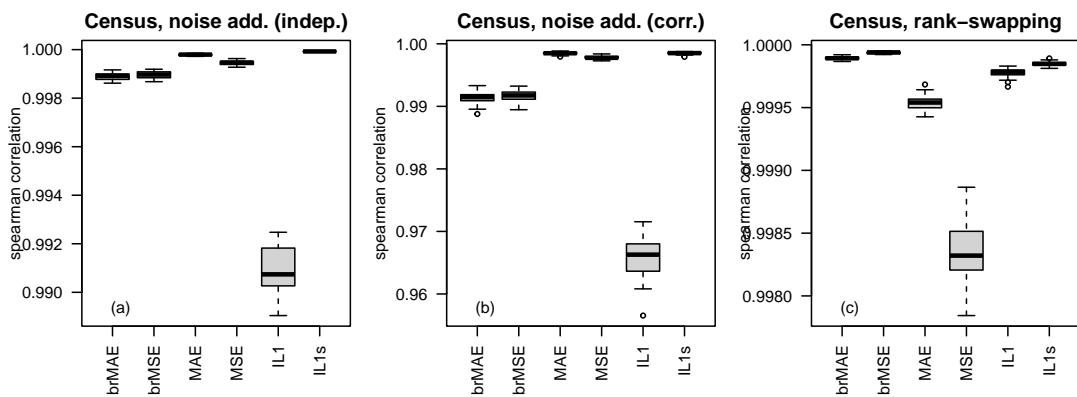 Census, noise add. (indep.)
spearman correlation
1.000
0.998
0.996
0.994
0.992
0.990
(a)
brMAE
brMSE
MAE
MSE
IL1
IL1s
Census, noise add. (corr.)
spearman correlation
1.00
0.99
0.98
0.97
0.96
(b)
brMAE
brMSE
MAE
MSE
IL1
IL1s
Census, rank−swapping
spearman correlation
1.0000
0.9995
0.9990
0.9985
0.9980
(c)
brMAE
brMSE
MAE
MSE
IL1
IL1s